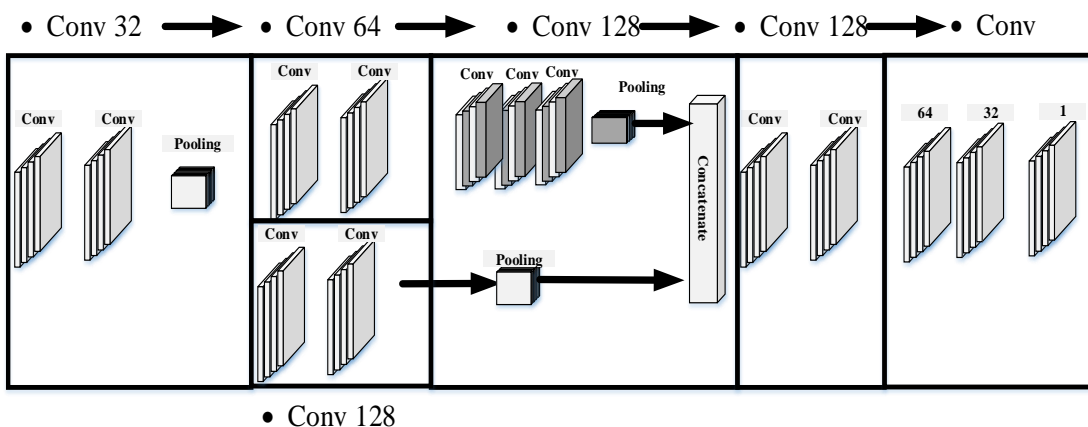 • Conv 32 • Conv 64 • Conv 128 • Conv 128 • Conv
Conv Conv Pooling
Conv Conv
Conv Conv
Conv Conv Conv Pooling
Pooling
Concatenate
Conv Conv
64 32 1
• Conv 128